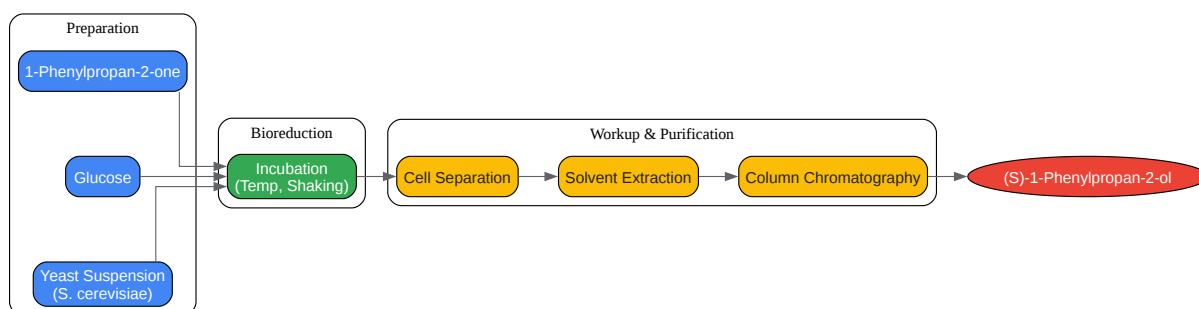 Preparation
1-Phenylpropan-2-one
Glucose
Yeast Suspension
(S. cerevisiae)
Bioreduction
Incubation
(Temp, Shaking)
Workup & Purification
Cell Separation
Solvent Extraction
Column Chromatography
(S)-1-Phenylpropan-2-ol